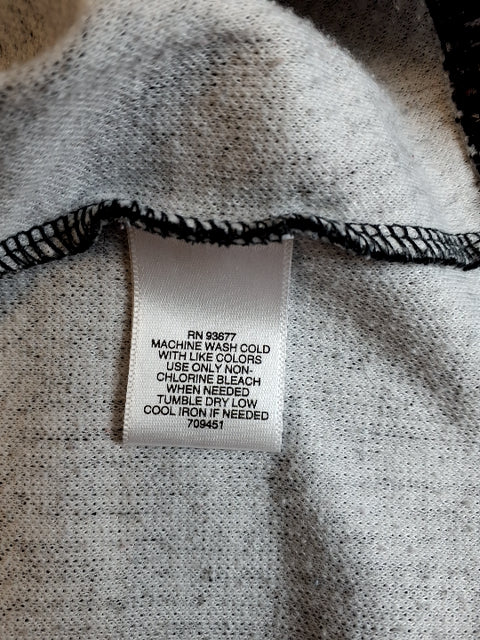 RN 93677
MACHINE WASH COLD
WITH LIKE COLORS
USE ONLY NON-
CHLORINE BLEACH
WHEN NEEDED
TUMBLE DRY LOW
COOL IRON IF NEEDED
709451